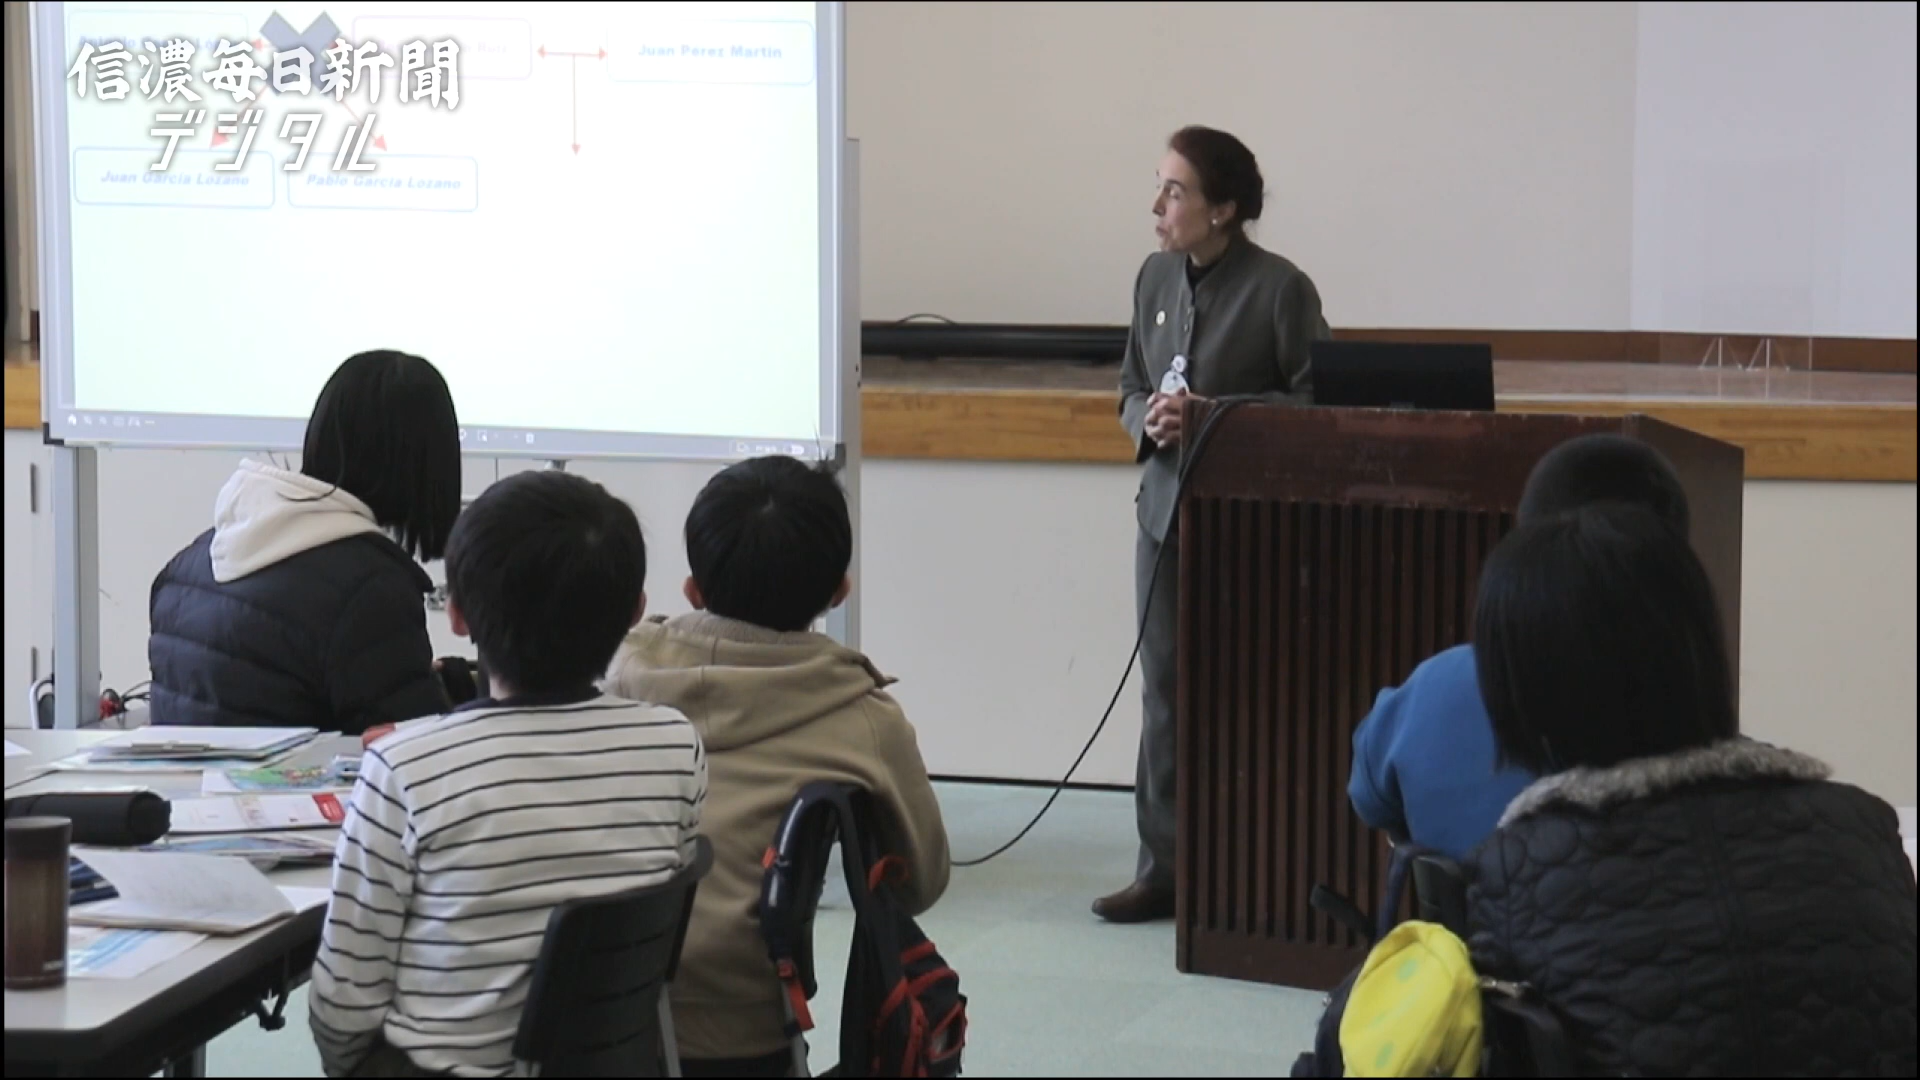 信濃毎日新聞
デジタル
Juan Perez Martin
Juan Garcia Lozano
Pablo Garcia Lozano